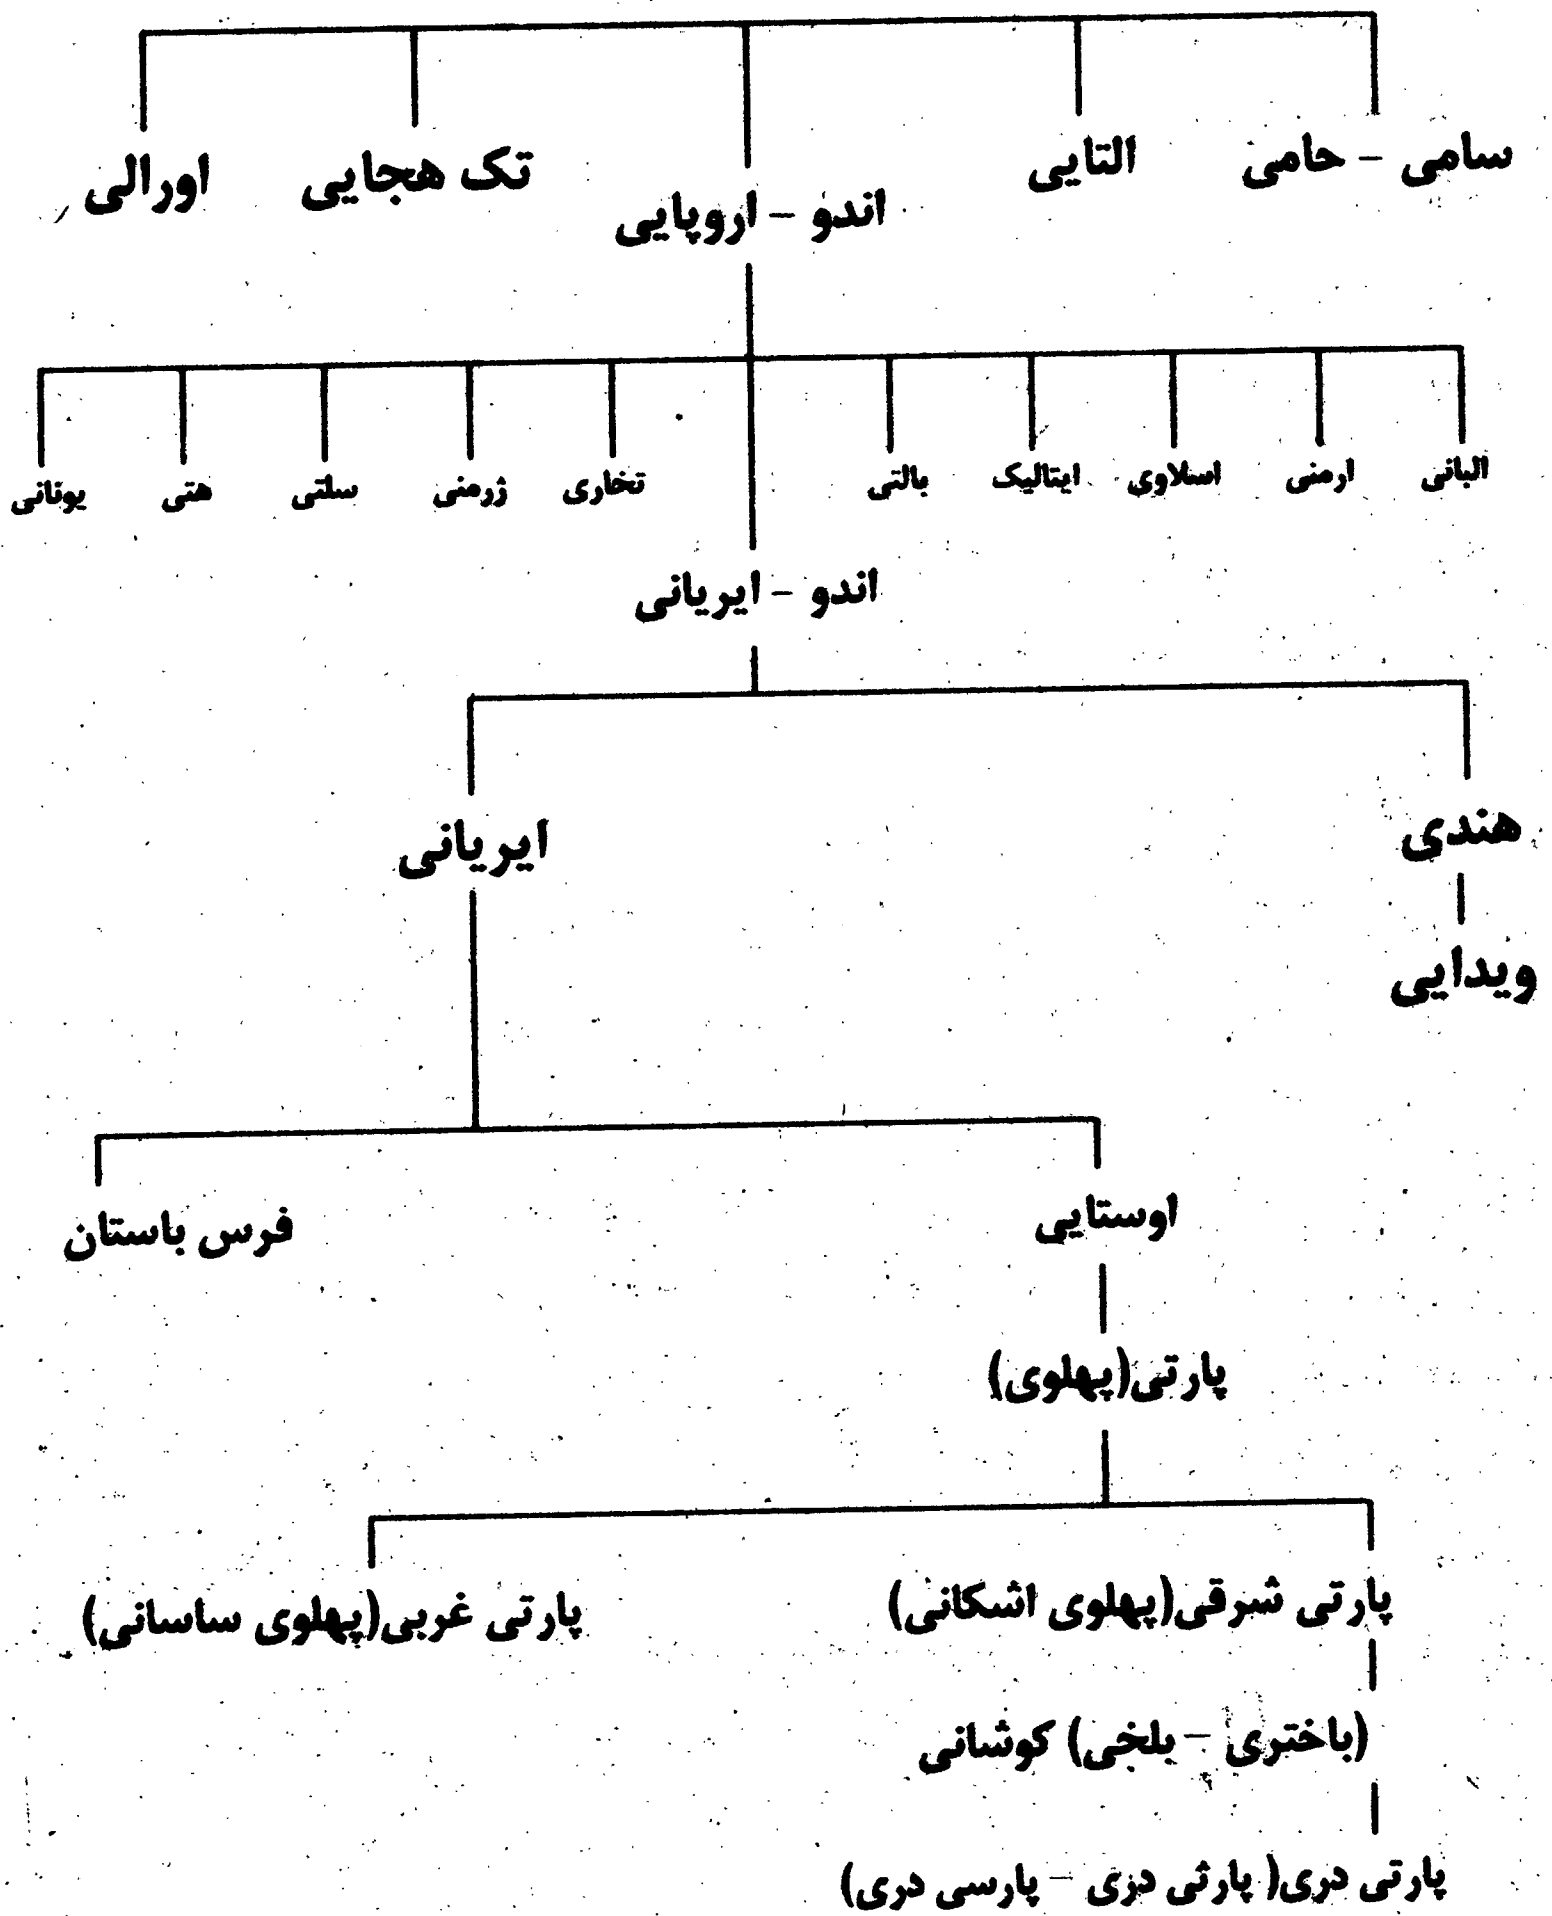 سامی - حامی
التایی
اندو - اروپایی
تک هجایی
اورالی
البانی
ارمنی
اسلاوی
ایتالیک
بالتی
تخاری
ژرمنی
سلتی
هتی
یونانی
اندو - ایریانی
هندی
ایریانی
ویدایی
اوستایی
فرس باستان
پارتی(پهلوی)
پارتی شرقی(پهلوی اشکانی)
پارتی غربی(پهلوی ساسانی)
(باختری - بلخی) کوشانی
پارتی دری( پارثی دری - پارسی دری)